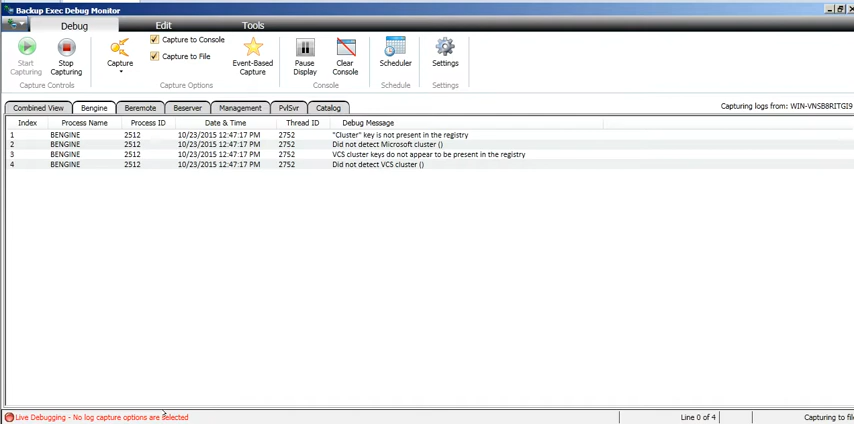 Backup Exec Debug Monitor
Debug Edit Tools
Start Capturing
Stop Capturing
Capture
Capture to Console
Capture to File
Event-Based Capture
Pause Display
Clear Console
Scheduler
Settings
Capture Controls Capture Options Console Schedule Settings
Combined View Bengine Beremote Beserver Management PvlSvr Catalog Capturing logs from: WIN-VNSB8RITGI9
Index Process Name Process ID Date & Time Thread ID Debug Message
1 BENGINE 2512 10/23/2015 12:47:17 PM 2752 "Cluster" key is not present in the registry
2 BENGINE 2512 10/23/2015 12:47:17 PM 2752 Did not detect Microsoft cluster ()
3 BENGINE 2512 10/23/2015 12:47:17 PM 2752 VCS cluster keys do not appear to be present in the registry
4 BENGINE 2512 10/23/2015 12:47:17 PM 2752 Did not detect VCS cluster ()
Live Debugging - No log capture options are selected Line 0 of 4 Capturing to file